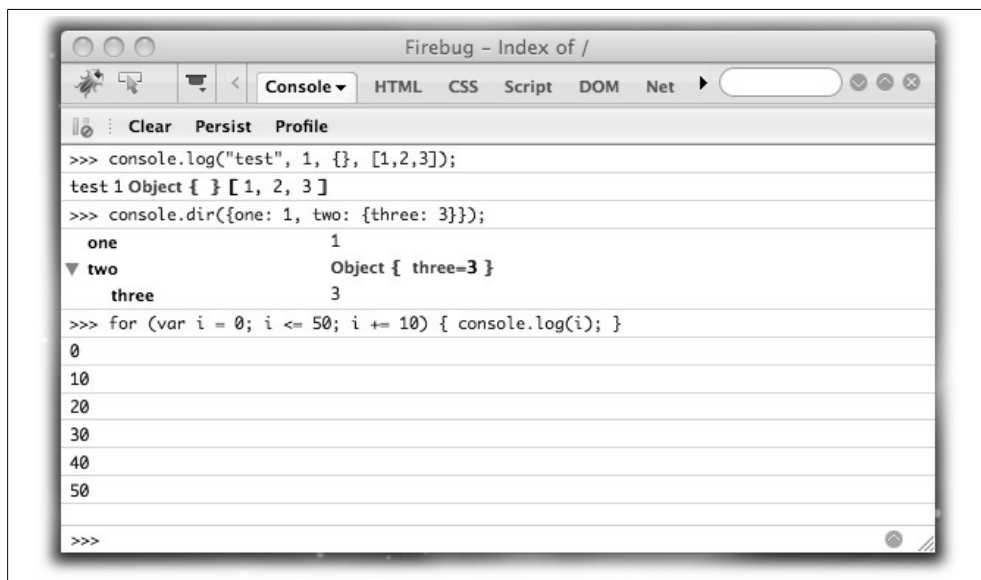 Firebug – Index of /
< Console HTML CSS Script DOM Net
Clear Persist Profile
>>> console.log("test", 1, {}, [1,2,3]);
test 1 Object { } [ 1, 2, 3 ]
>>> console.dir({one: 1, two: {three: 3}});
one 1
two Object { three=3 }
three 3
>>> for (var i = 0; i <= 50; i += 10) { console.log(i); }
0
10
20
30
40
50
>>>